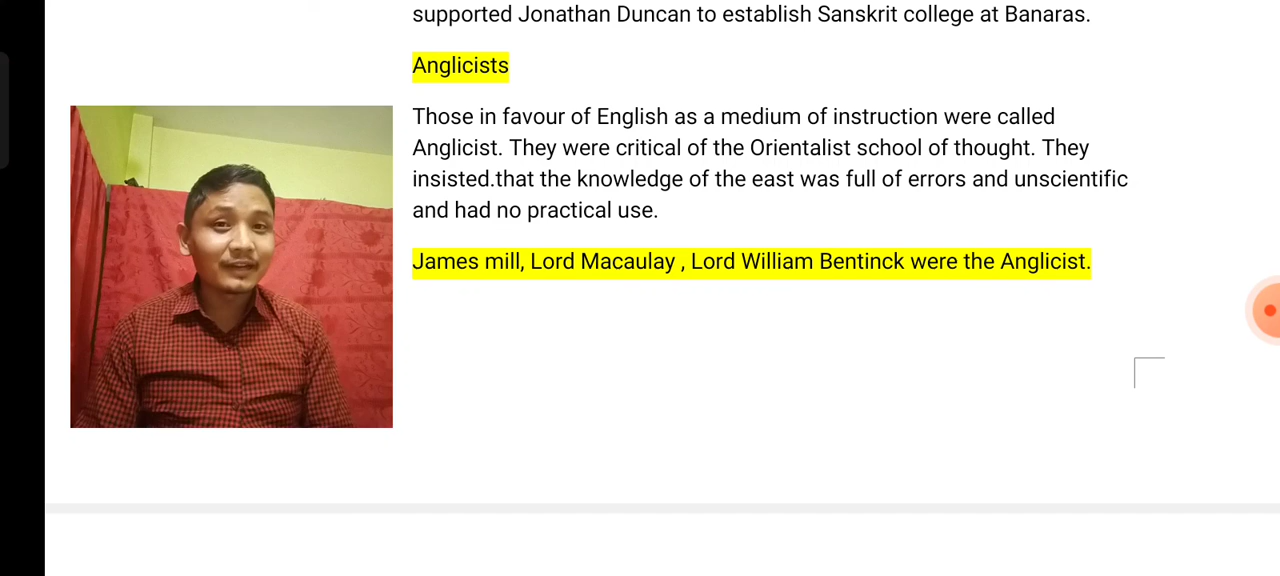 supported Jonathan Duncan to establish Sanskrit college at Banaras.
Anglicists
Those in favour of English as a medium of instruction were called
Anglicist. They were critical of the Orientalist school of thought. They
insisted.that the knowledge of the east was full of errors and unscientific
and had no practical use.
James mill, Lord Macaulay , Lord William Bentinck were the Anglicist.